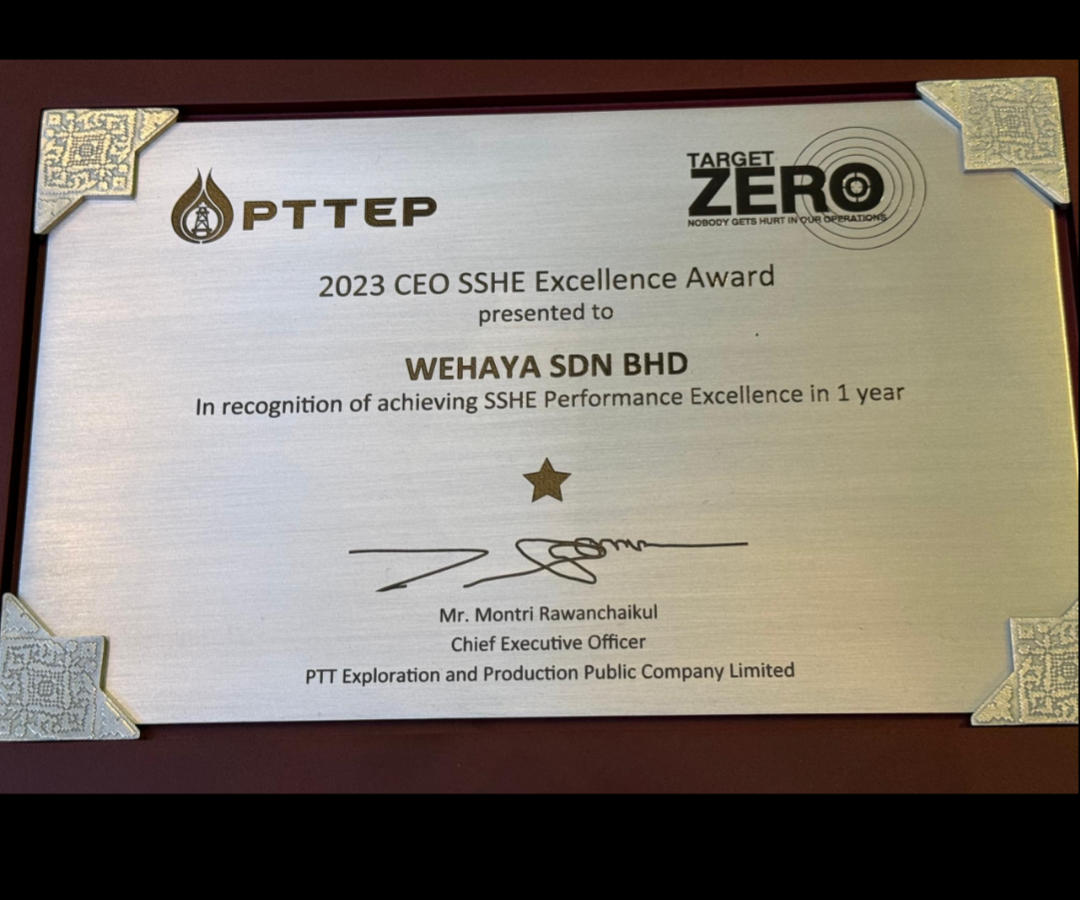 PTTEP
TARGET
ZERO
NOBODY GETS HURT IN OUR OPERATIONS
2023 CEO SSHE Excellence Award
presented to
WEHAYA SDN BHD
In recognition of achieving SSHE Performance Excellence in 1 year
Mr. Montri Rawanchaikul
Chief Executive Officer
PTT Exploration and Production Public Company Limited